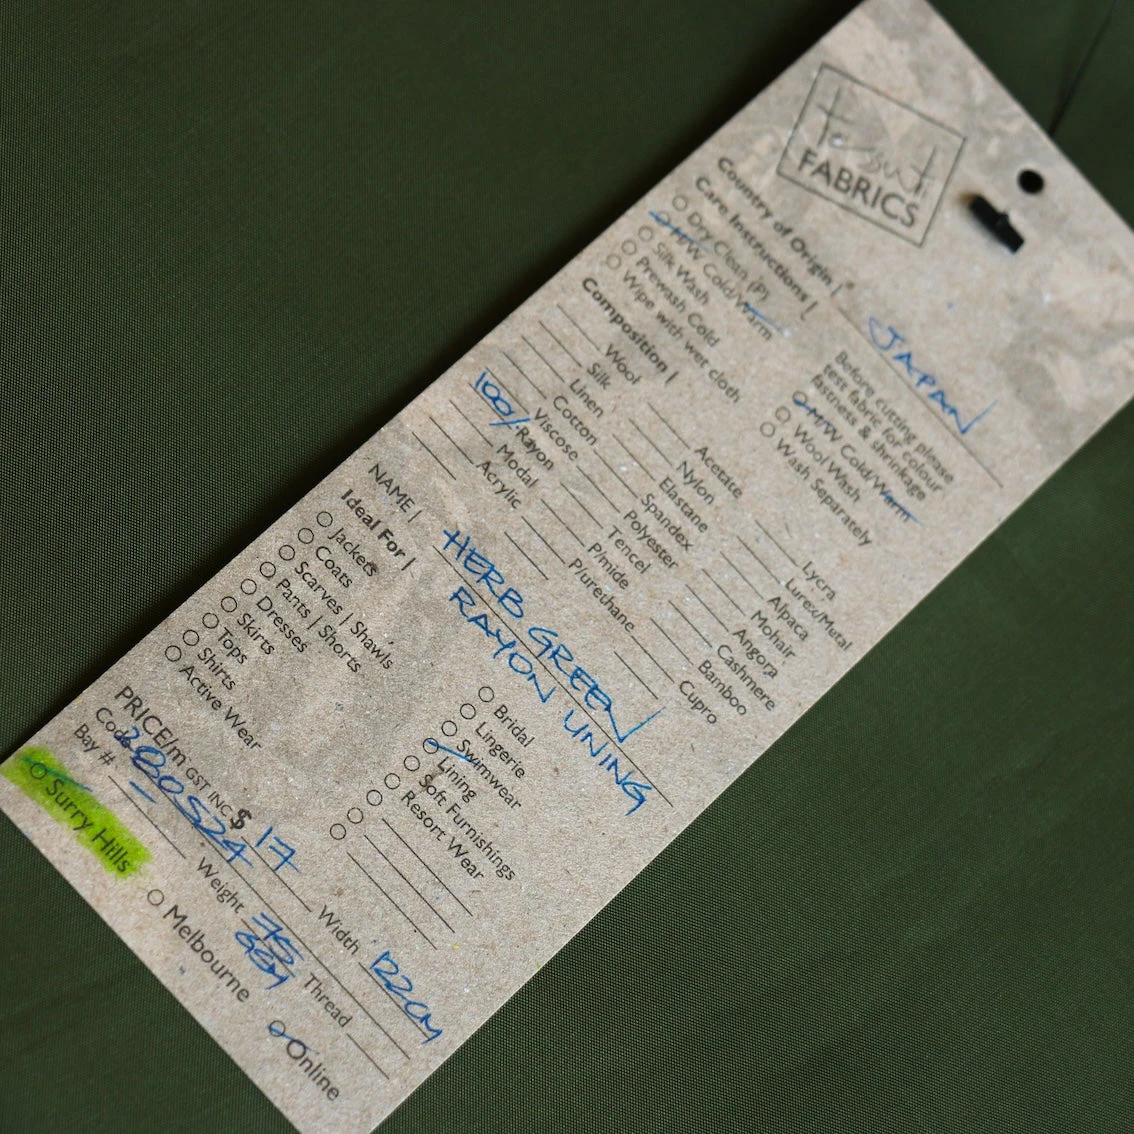 tessuti
FABRICS
Country of Origin | JAPAN
Care Instructions |
Dry Clean (P)
H/W Cold/Warm
Silk Wash
Prewash Cold
Wipe with wet cloth
Before cutting please
test fabric for colour
fastness & shrinkage
M/W Cold/Warm
Wool Wash
Wash Separately
Composition |
Wool
Silk
Linen
Cotton
Viscose
100% Rayon
Modal
Acrylic
Acetate
Nylon
Elastane
Spandex
Polyester
Tencel
P/mide
P/urethane
Lycra
Lurex/Metal
Alpaca
Mohair
Angora
Cashmere
Bamboo
Cupro
NAME | HERB GREEN
RAYON LINING
Ideal For |
Jackets
Coats
Scarves | Shawls
Pants | Shorts
Dresses
Skirts
Tops
Shirts
Active Wear
Bridal
Lingerie
Swimwear
Lining
Soft Furnishings
Resort Wear
PRICE/m GST INC $ 17 Width 122CM
Code Weight 75 Thread
GSM
Bay #
Surry Hills Melbourne Online